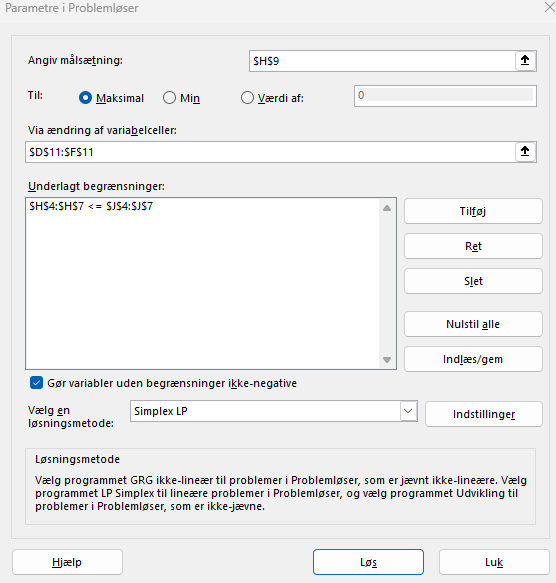 Parametre i Problemløser
Angiv målsætning:
$H$9
Til:
Maksimal
Min
Værdi af:
0
Via ændring af variabelceller:
$D$11:$F$11
Underlagt begrænsninger:
$H$4:$H$7 <= $J$4:$J$7
Tilføj
Ret
Slet
Nulstil alle
Indlæs/gem
Gør variabler uden begrænsninger ikke-negative
Vælg en
løsningsmetode:
Simplex LP
Indstillinger
Løsningsmetode
Vælg programmet GRG ikke-lineær til problemer i Problemløser, som er jævnt ikke-lineære. Vælg
programmet LP Simplex til lineære problemer i Problemløser, og vælg programmet Udvikling til
problemer i Problemløser, som er ikke-jævne.
Hjælp
Løs
Luk